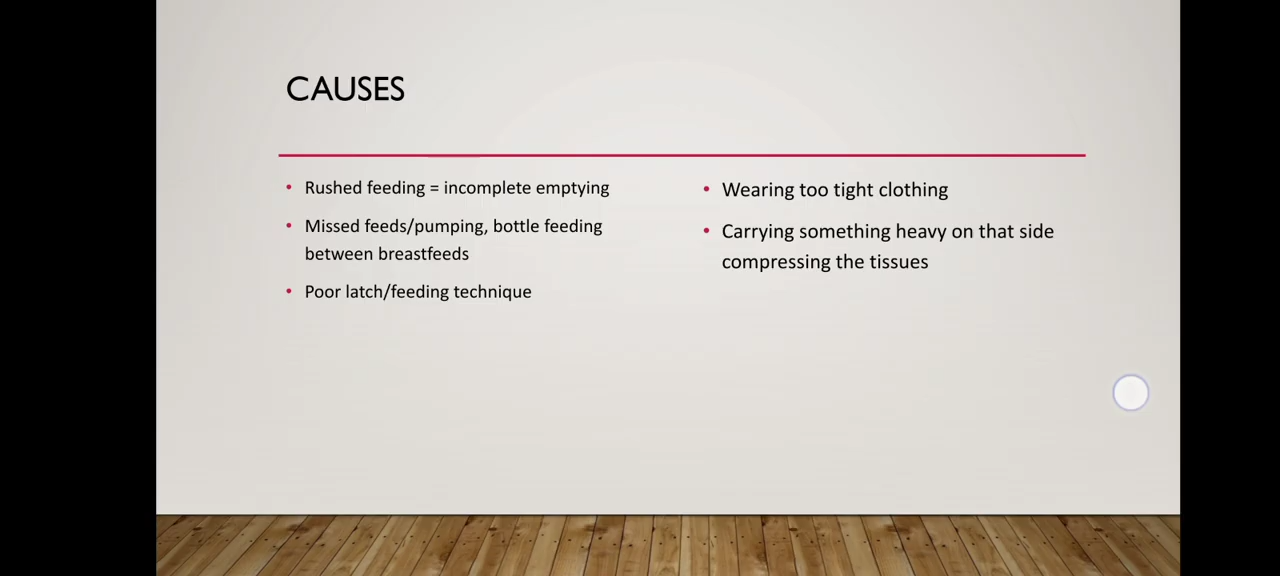 CAUSES
• Rushed feeding = incomplete emptying
• Missed feeds/pumping, bottle feeding
between breastfeeds
• Poor latch/feeding technique
• Wearing too tight clothing
• Carrying something heavy on that side
compressing the tissues